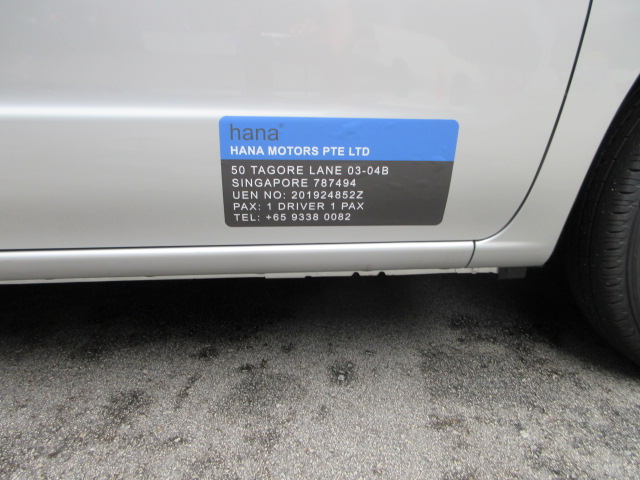 hana
HANA MOTORS PTE LTD
50 TAGORE LANE 03-04B
SINGAPORE 787494
UEN NO: 201924852Z
PAX: 1 DRIVER 1 PAX
TEL: +65 9338 0082